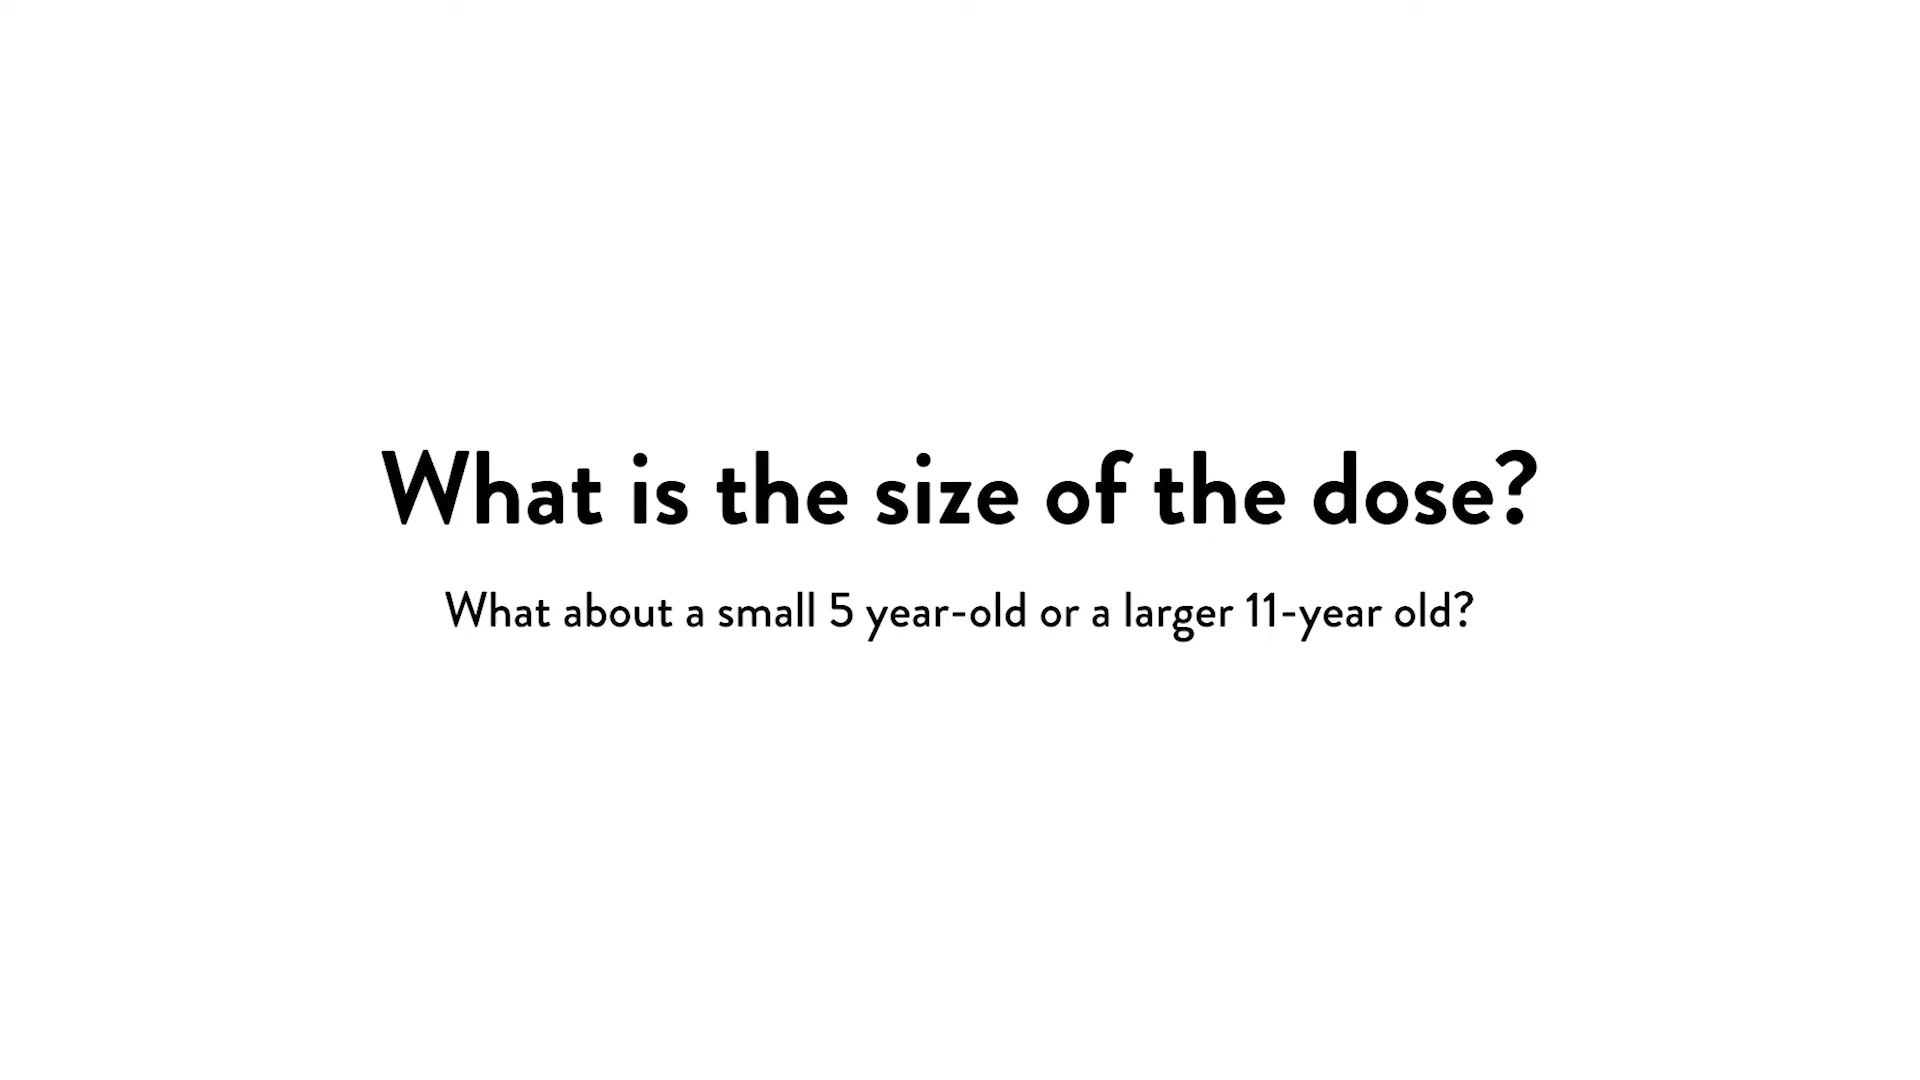 What is the size of the dose?
What about a small 5 year-old or a larger 11-year old?